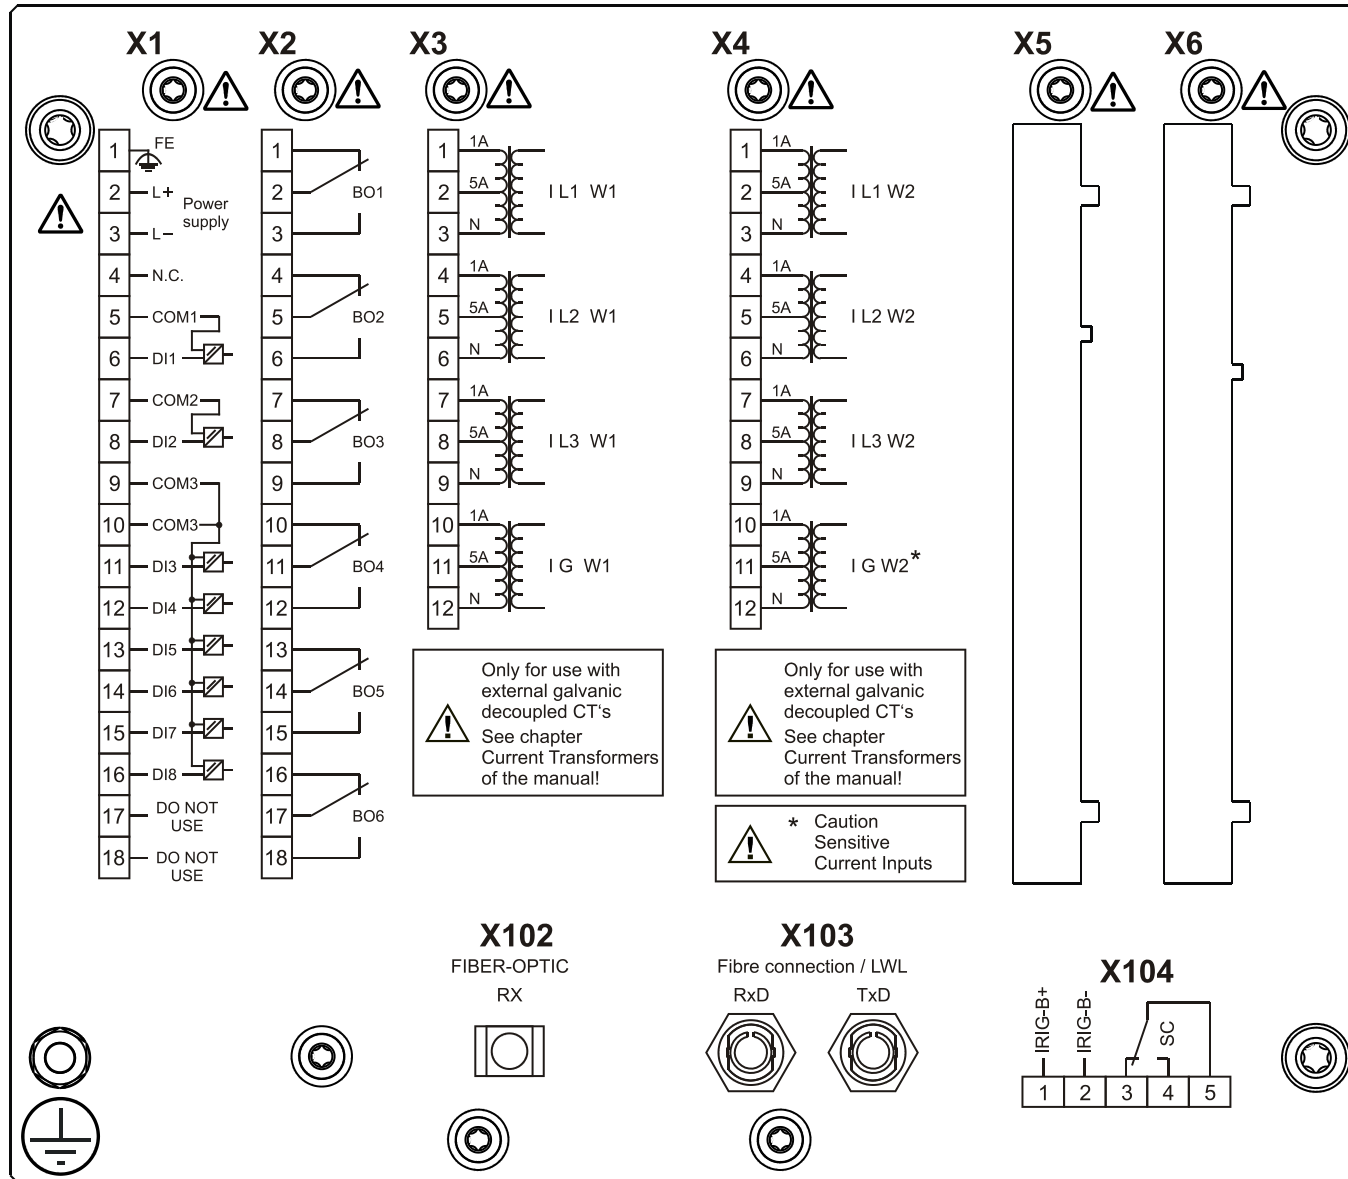 X1
1 FE
2 L+ Power
supply
3 L-
4 N.C.
5 COM1
6 DI1
7 COM2
8 DI2
9 COM3
10 COM3
11 DI3
12 DI4
13 DI5
14 DI6
15 DI7
16 DI8
17 DO NOT
USE
18 DO NOT
USE
X2
1
2 BO1
3
4
5 BO2
6
7
8 BO3
9
10
11 BO4
12
13
14 BO5
15
16
17 BO6
18
X3
1 1A
2 5A I L1 W1
3 N
4 1A
5 5A I L2 W1
6 N
7 1A
8 5A I L3 W1
9 N
10 1A
11 5A I G W1
12 N
Only for use with
external galvanic
decoupled CT‘s
See chapter
Current Transformers
of the manual!
X4
1 1A
2 5A I L1 W2
3 N
4 1A
5 5A I L2 W2
6 N
7 1A
8 5A I L3 W2
9 N
10 1A
11 5A I G W2*
12 N
Only for use with
external galvanic
decoupled CT‘s
See chapter
Current Transformers
of the manual!
* Caution
Sensitive
Current Inputs
X5
X6
X102
FIBER-OPTIC
RX
X103
Fibre connection / LWL
RxD TxD
X104
IRIG-B+
IRIG-B-
SC
1 2 3 4 5